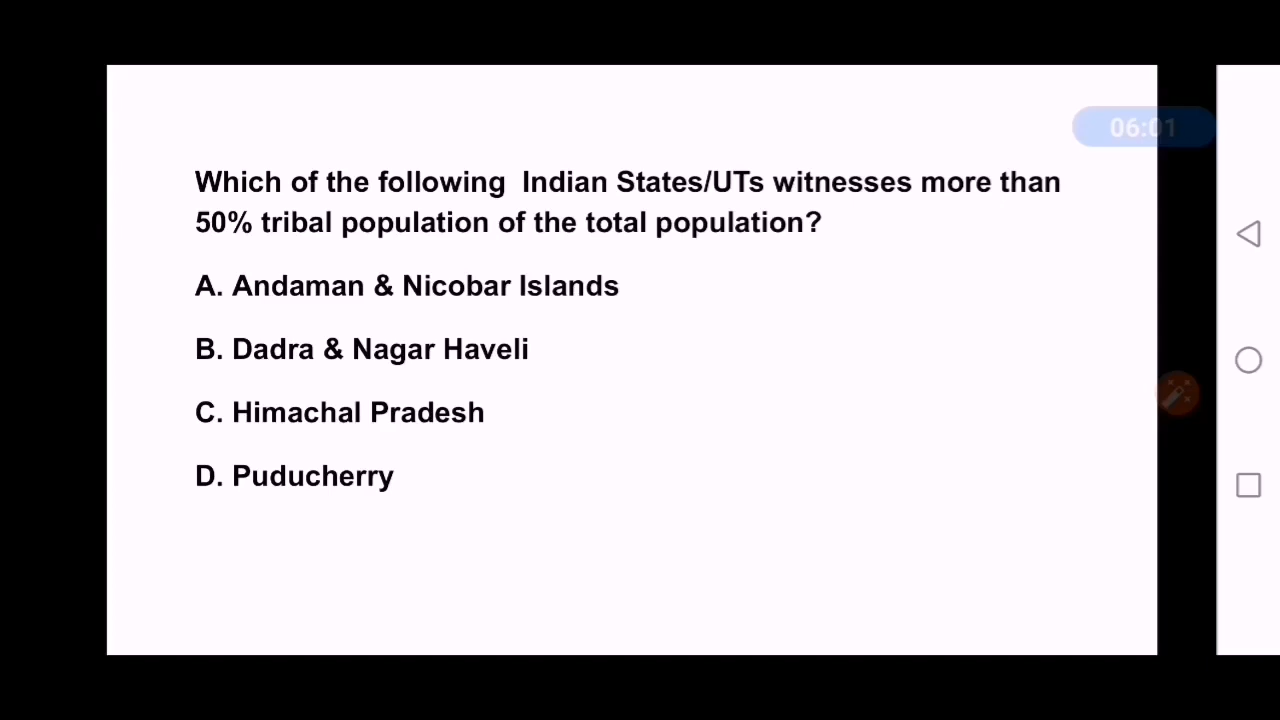 06:01
Which of the following Indian States/UTs witnesses more than
50% tribal population of the total population?
A. Andaman & Nicobar Islands
B. Dadra & Nagar Haveli
C. Himachal Pradesh
D. Puducherry